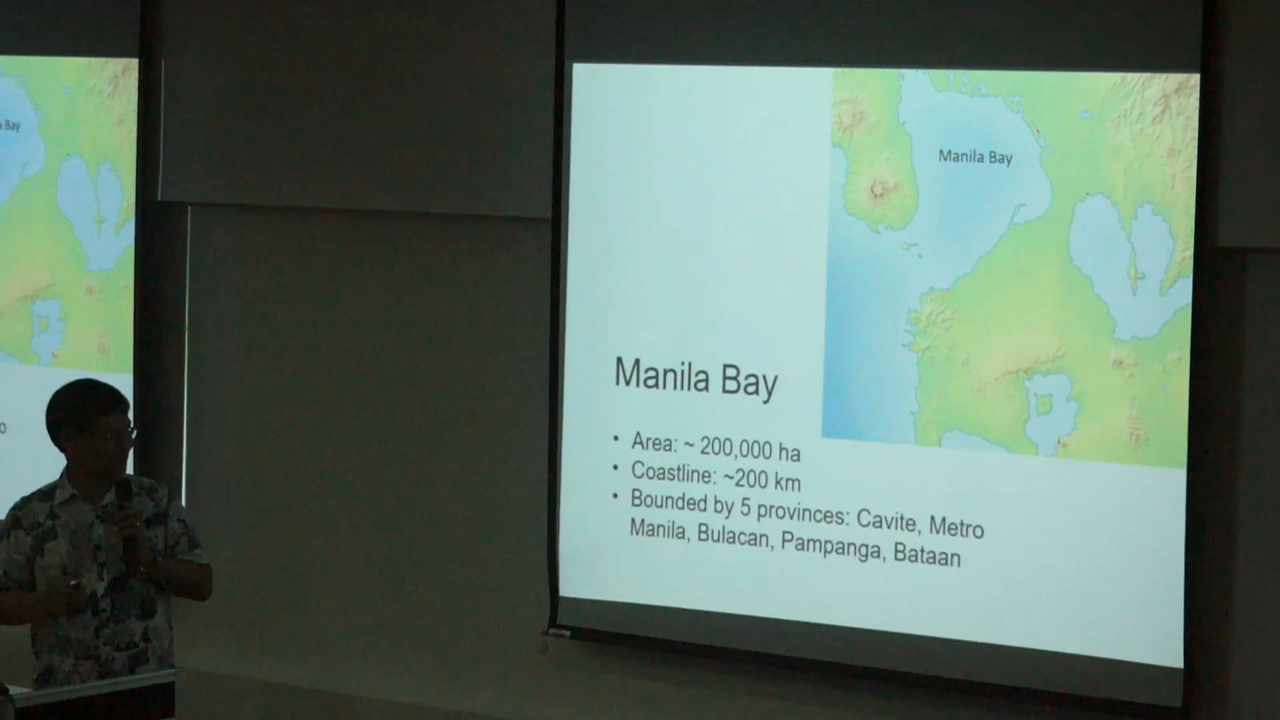 Bay
Manila Bay
Manila Bay
• Area: ~ 200,000 ha
• Coastline: ~200 km
• Bounded by 5 provinces: Cavite, Metro
Manila, Bulacan, Pampanga, Bataan